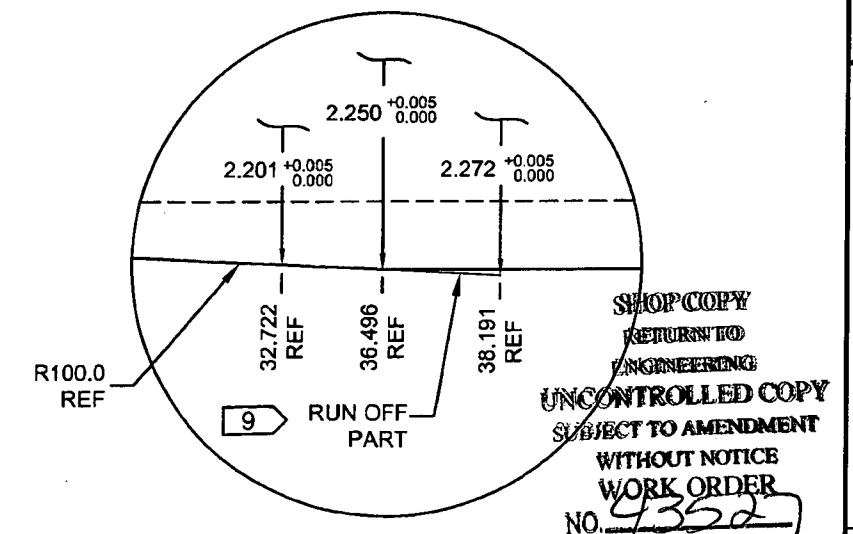 2.250 +0.005 0.000
2.201 +0.005 0.000
2.272 +0.005 0.000
32.722 REF
36.496 REF
38.191 REF
R100.0
REF
9
RUN OFF
PART
SHOP COPY
RETURN TO
ENGINEERING
UNCONTROLLED COPY
SUBJECT TO AMENDMENT
WITHOUT NOTICE
WORK ORDER
NO. 43527